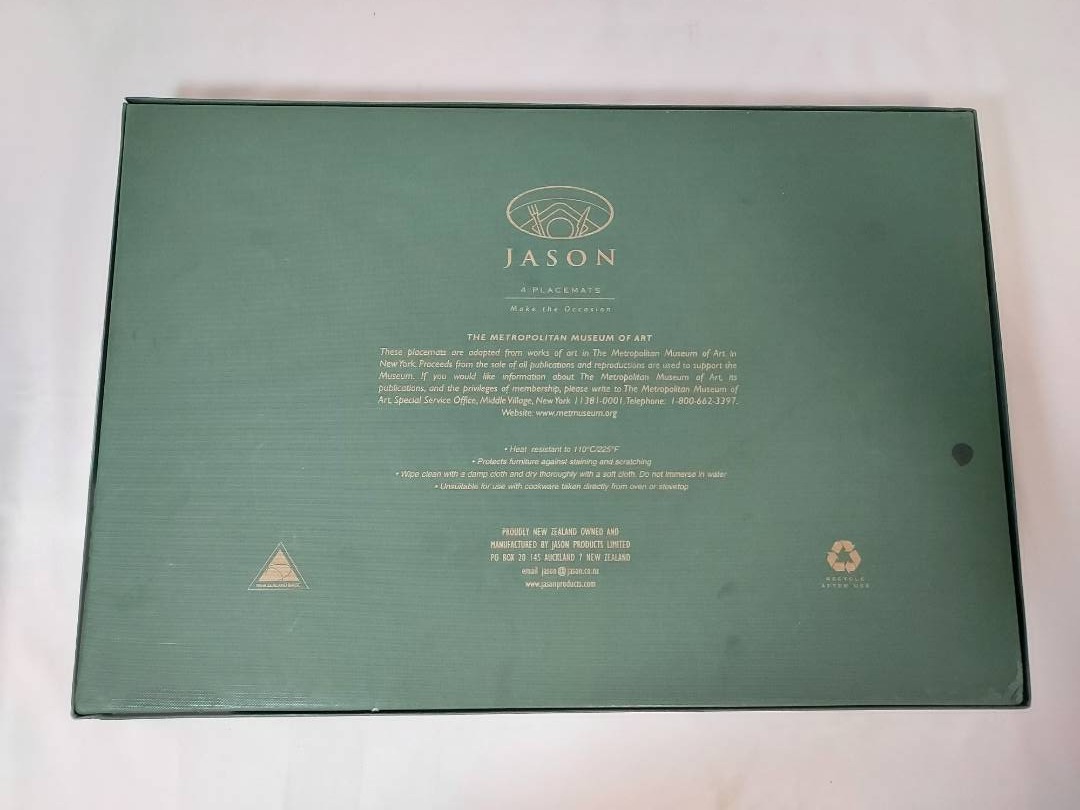 JASON
4 PLACEMATS
Make the Occasion
THE METROPOLITAN MUSEUM OF ART
These placemats are adapted from works of art in The Metropolitan Museum of Art in
New York. Proceeds from the sale of all publications and reproductions are used to support the
Museum. If you would like information about The Metropolitan Museum of Art, its
publications, and the privileges of membership, please write to The Metropolitan Museum of
Art, Special Service Office, Middle Village, New York 11381-0001. Telephone: 1-800-662-3397.
Website: www.metmuseum.org
• Heat resistant to 110°C/225°F
• Protects furniture against staining and scratching
• Wipe clean with a damp cloth and dry thoroughly with a soft cloth. Do not immerse in water
• Unsuitable for use with cookware taken directly from oven or stovetop
PROUDLY NEW ZEALAND OWNED AND
MANUFACTURED BY JASON PRODUCTS LIMITED
PO BOX 20 145 AUCKLAND 7 NEW ZEALAND
email jason@jason.co.nz
www.jasonproducts.com
RECYCLE
AFTER USE